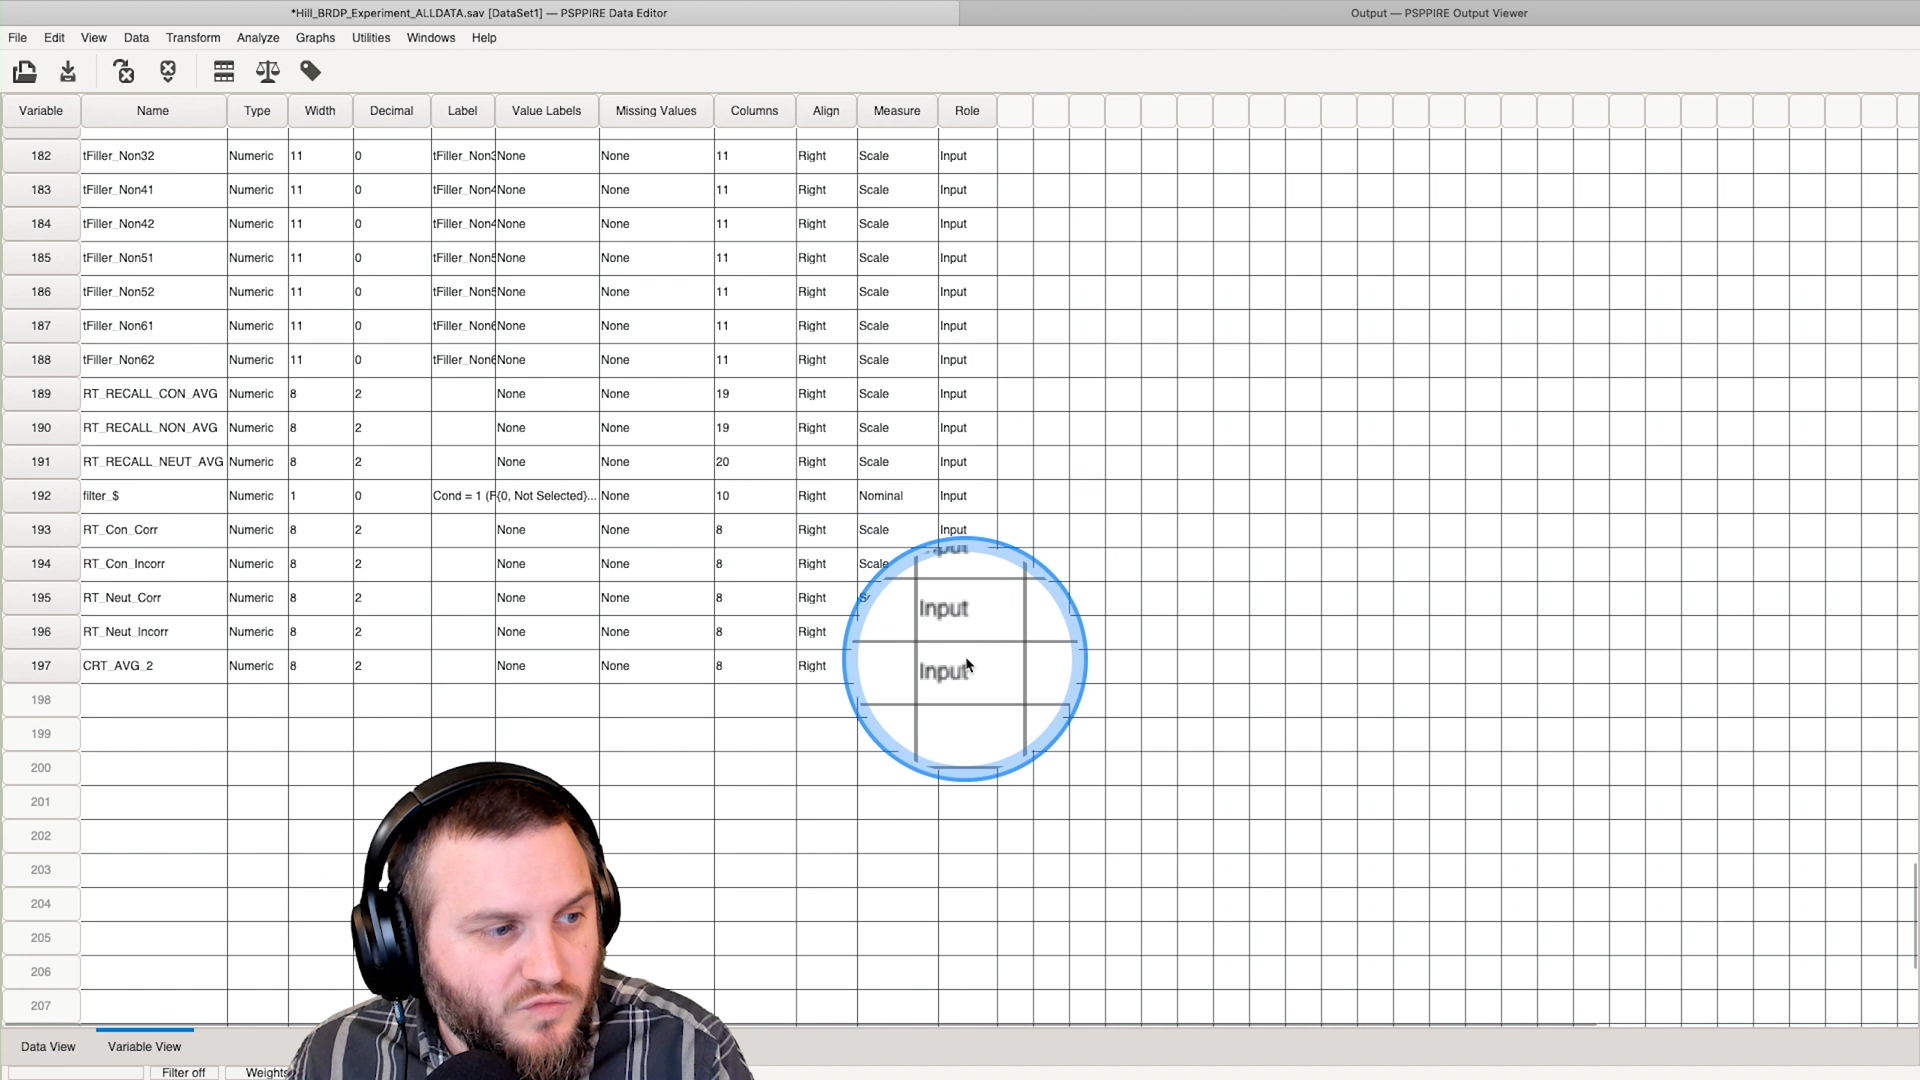 *Hill_BRDP_Experiment_ALLDATA.sav [DataSet1] — PSPPIRE Data Editor Output — PSPPIRE Output Viewer
File Edit View Data Transform Analyze Graphs Utilities Windows Help
Variable Name Type Width Decimal Label Value Labels Missing Values Columns Align Measure Role
182 tFiller_Non32 Numeric 11 0 tFiller_Non3 None None 11 Right Scale Input
183 tFiller_Non41 Numeric 11 0 tFiller_Non4 None None 11 Right Scale Input
184 tFiller_Non42 Numeric 11 0 tFiller_Non4 None None 11 Right Scale Input
185 tFiller_Non51 Numeric 11 0 tFiller_Non5 None None 11 Right Scale Input
186 tFiller_Non52 Numeric 11 0 tFiller_Non5 None None 11 Right Scale Input
187 tFiller_Non61 Numeric 11 0 tFiller_Non6 None None 11 Right Scale Input
188 tFiller_Non62 Numeric 11 0 tFiller_Non6 None None 11 Right Scale Input
189 RT_RECALL_CON_AVG Numeric 8 2 None None 19 Right Scale Input
190 RT_RECALL_NON_AVG Numeric 8 2 None None 19 Right Scale Input
191 RT_RECALL_NEUT_AVG Numeric 8 2 None None 20 Right Scale Input
192 filter_$ Numeric 1 0 Cond = 1 (F {0, Not Selected}... None 10 Right Nominal Input
193 RT_Con_Corr Numeric 8 2 None None 8 Right Scale Input
194 RT_Con_Incorr Numeric 8 2 None None 8 Right Scale Input
195 RT_Neut_Corr Numeric 8 2 None None 8 Right Input
196 RT_Neut_Incorr Numeric 8 2 None None 8 Right
197 CRT_AVG_2 Numeric 8 2 None None 8 Right Input
198
199
200
201
202
203
204
205
206
207
Data View Variable View
Filter off Weights